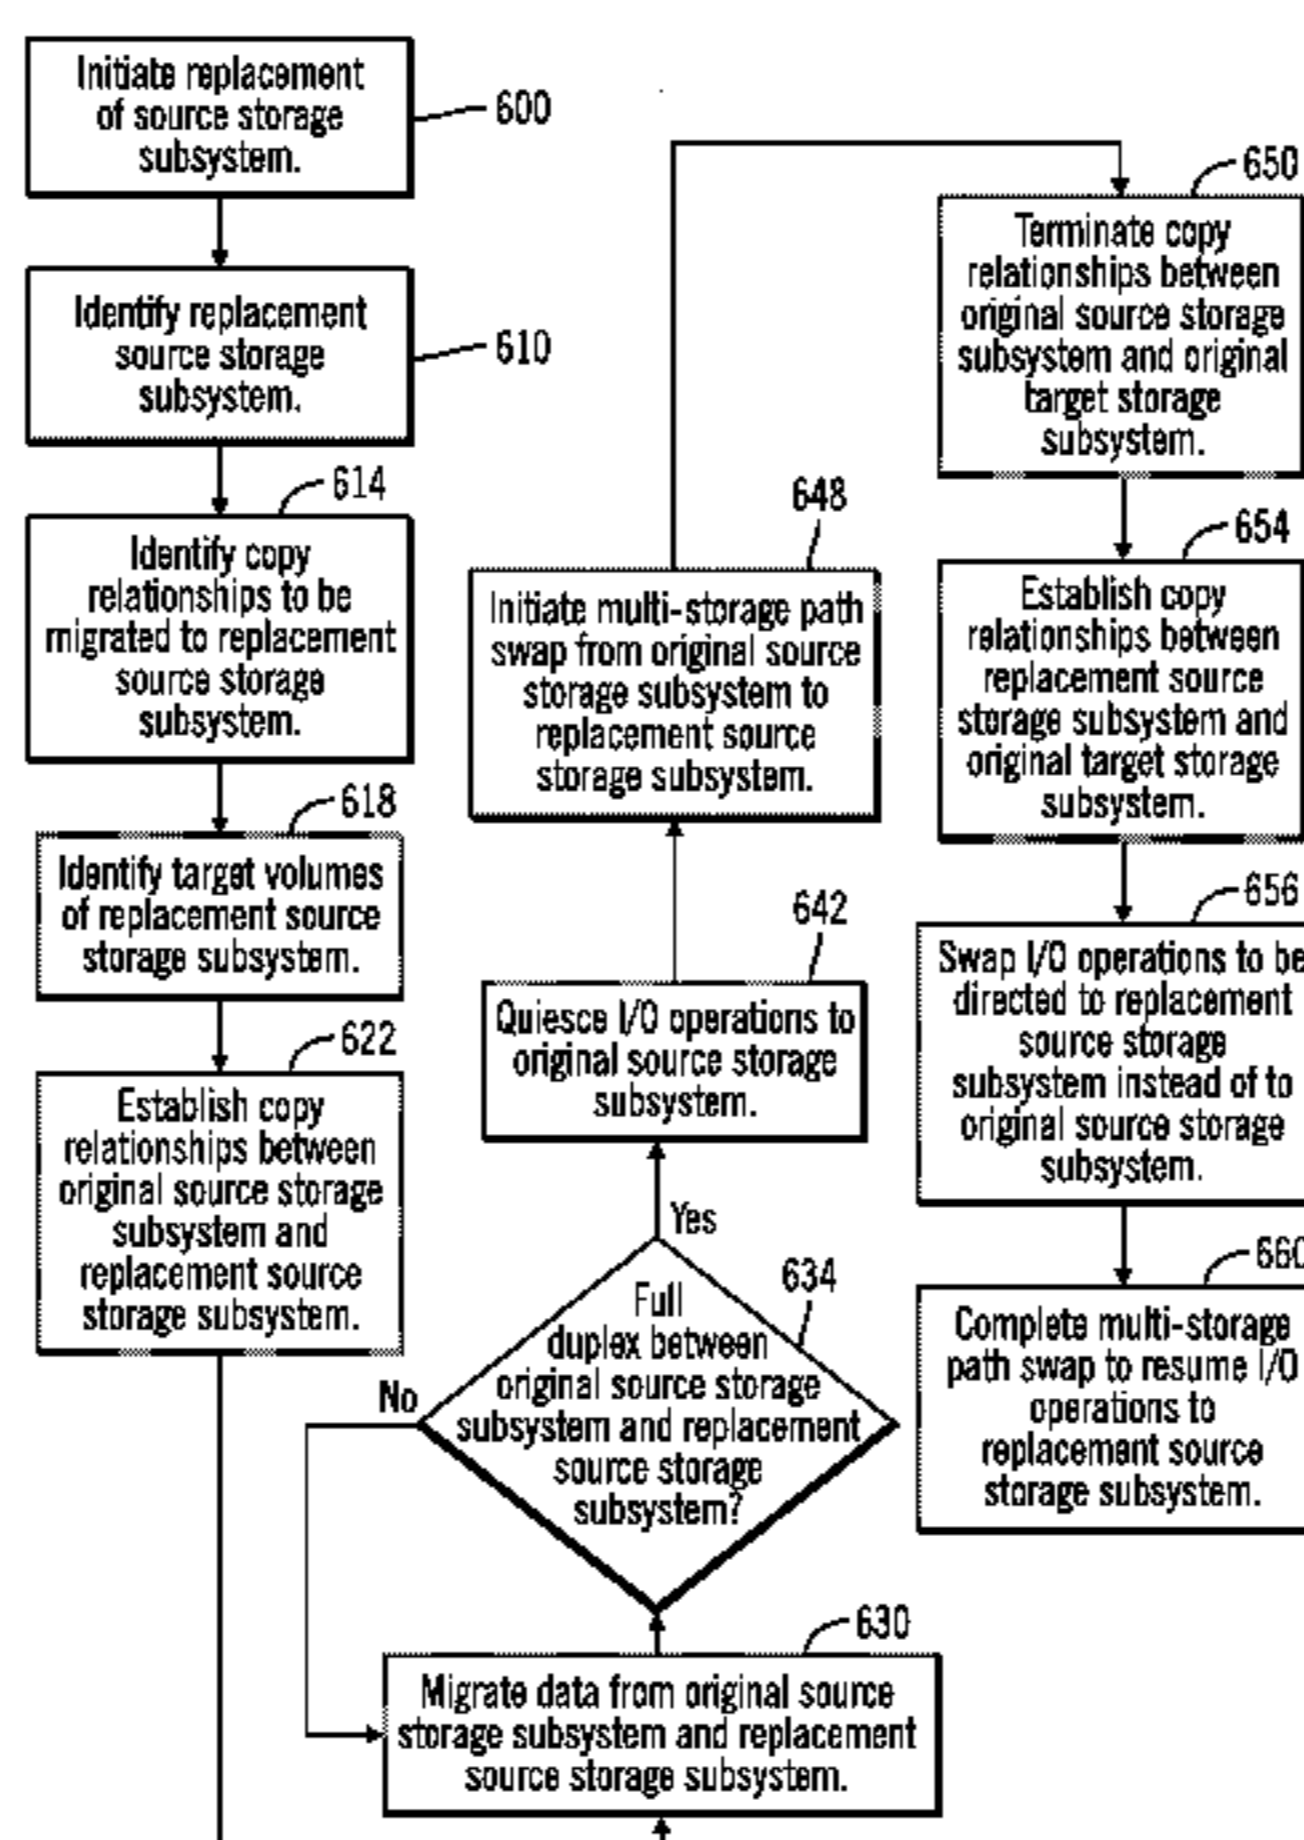 Initiate replacement
of source storage
subsystem.
600
Identify replacement
source storage
subsystem.
610
614
Identify copy
relationships to be
migrated to replacement
source storage
subsystem.
618
Identify target volumes
of replacement source
storage subsystem.
622
Establish copy
relationships between
original source storage
subsystem and
replacement source
storage subsystem.
630
Migrate data from original source
storage subsystem and replacement
source storage subsystem.
634
Full
duplex between
original source storage
subsystem and replacement
source storage
subsystem?
No
Yes
642
Quiesce I/O operations to
original source storage
subsystem.
648
Initiate multi-storage path
swap from original source
storage subsystem to
replacement source
storage subsystem.
650
Terminate copy
relationships between
original source storage
subsystem and original
target storage
subsystem.
654
Establish copy
relationships between
replacement source
storage subsystem and
original target storage
subsystem.
656
Swap I/O operations to be
directed to replacement
source storage
subsystem instead of to
original source storage
subsystem.
660
Complete multi-storage
path swap to resume I/O
operations to
replacement source
storage subsystem.